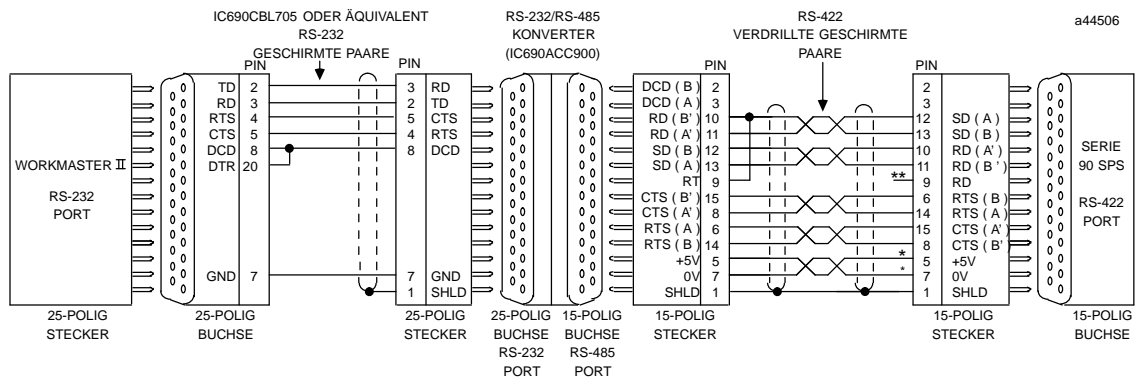 IC690CBL705 ODER ÄQUIVALENT
RS-232
GESCHIRMTE PAARE
RS-232/RS-485
KONVERTER
(IC690ACC900)
RS-422
VERDRILLTE GESCHIRMTE
PAARE
a44506
WORKMASTER II
RS-232
PORT
25-POLIG
STECKER
PIN
TD 2
RD 3
RTS 4
CTS 5
DCD 8
DTR 20
GND 7
25-POLIG
BUCHSE
PIN
3 RD
2 TD
5 CTS
4 RTS
8 DCD
7 GND
1 SHLD
25-POLIG
STECKER
25-POLIG
BUCHSE
RS-232
PORT
15-POLIG
BUCHSE
RS-485
PORT
PIN
DCD ( B ) 2
DCD ( A ) 3
RD ( B' ) 10
RD ( A' ) 11
SD ( B ) 12
SD ( A ) 13
RT 9
CTS ( B' ) 15
CTS ( A' ) 8
RTS ( A ) 6
RTS ( B ) 14
+5V 5
0V 7
SHLD 1
15-POLIG
STECKER
PIN
2
3
12 SD ( A )
13 SD ( B )
10 RD ( A' )
11 RD ( B ' )
** 9 RD
6 RTS ( B )
14 RTS ( A )
15 CTS ( A' )
8 CTS ( B' )
* 5 +5V
* 7 0V
1 SHLD
15-POLIG
STECKER
SERIE
90 SPS
RS-422
PORT
15-POLIG
BUCHSE